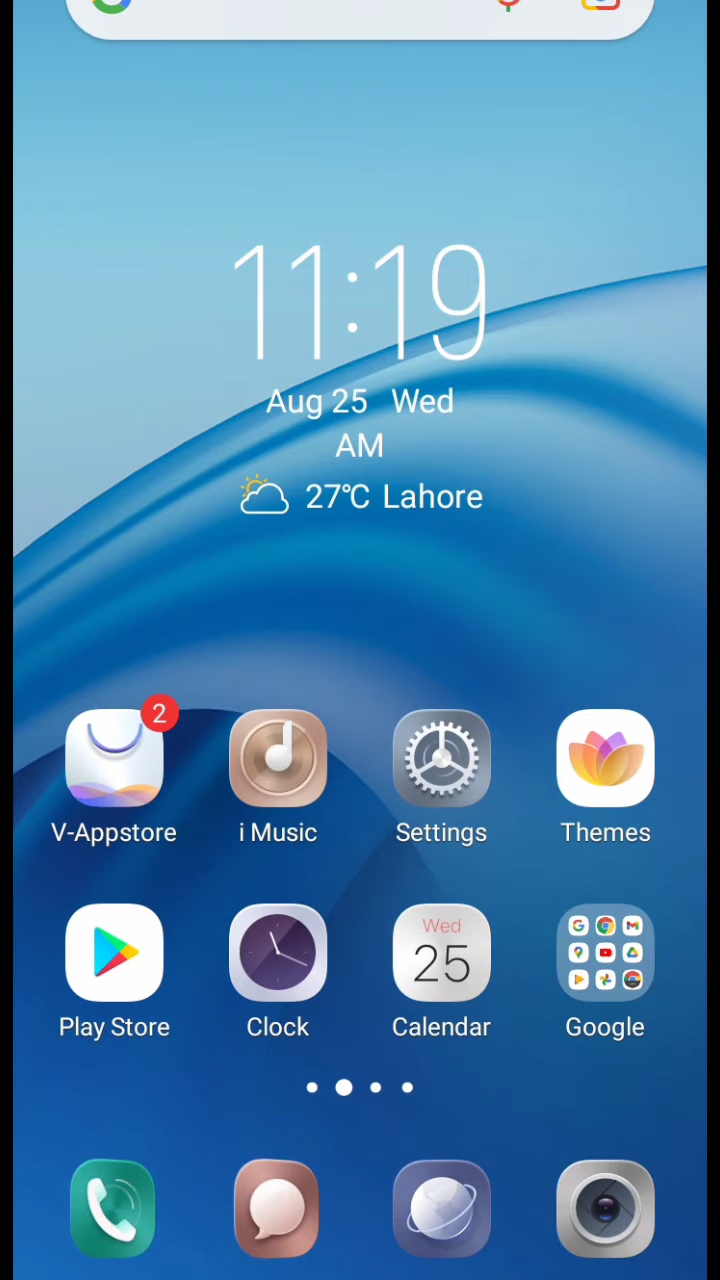 11:19
Aug 25 Wed
AM
27°C Lahore
2
V-Appstore
i Music
Settings
Themes
Wed
25
Play Store
Clock
Calendar
Google